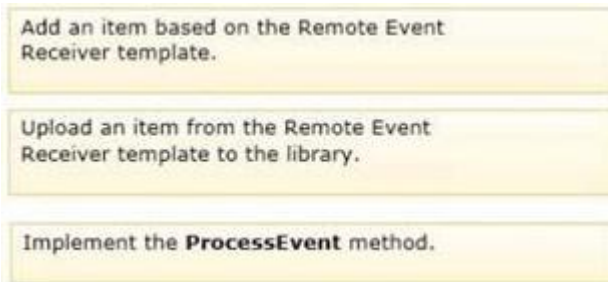 Add an item based on the Remote Event
Receiver template.
Upload an item from the Remote Event
Receiver template to the library.
Implement the ProcessEvent method.